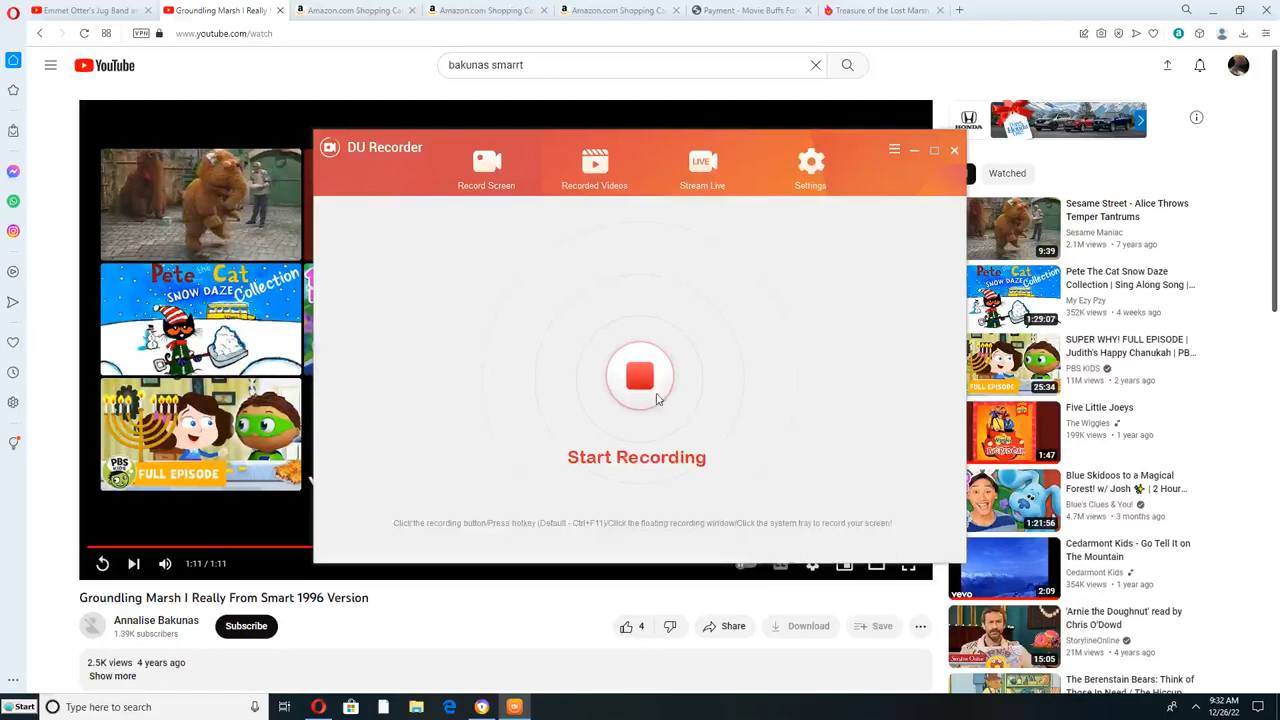 Emmet Otter's Jug Band an
Groundling Marsh I Really I
Amazon.com Shopping Ca
Amazon.com Shopping Ca
Amazon.com Shopping Ca
Payment - Movie Buffs For
Treasure of the Lost Marsh
VPN
www.youtube.com/watch
YouTube
bakunas smarrt
HONDA
DU Recorder
LIVE
Record Screen
Recorded Videos
Stream Live
Settings
Watched
Start Recording
Click the recording button/Press hotkey (Default - Ctrl+F11)/Click the floating recording window/Click the system tray to record your screen!
Pete the Cat
SNOW DAZE Collection
PBS KIDS
FULL EPISODE
1:11 / 1:11
Sesame Street - Alice Throws
Temper Tantrums
Sesame Maniac
2.1M views • 7 years ago
9:39
Pete The Cat Snow Daze
Collection | Sing Along Song |...
My Ezy Pzy
352K views • 4 weeks ago
1:29:07
SUPER WHY! FULL EPISODE |
Judith's Happy Chanukah | PB...
PBS KIDS
11M views • 2 years ago
25:34
Five Little Joeys
The Wiggles
199K views • 1 year ago
1:47
Blue Skidoos to a Magical
Forest! w/ Josh | 2 Hour...
Blue's Clues & You!
4.7M views • 3 months ago
1:21:56
Cedarmont Kids - Go Tell It on
The Mountain
Cedarmont Kids
354K views • 1 year ago
vevo
2:09
'Arnie the Doughnut' read by
Chris O'Dowd
StorylineOnline
21M views • 4 years ago
15:05
The Berenstain Bears: Think of
Those In Need / The Hiccup
Groundling Marsh I Really From Smart 1996 Version
Annalise Bakunas
1.39K subscribers
Subscribe
4
Share
Download
Save
2.5K views 4 years ago
Show more
Start
Type here to search
9:32 AM
12/26/22